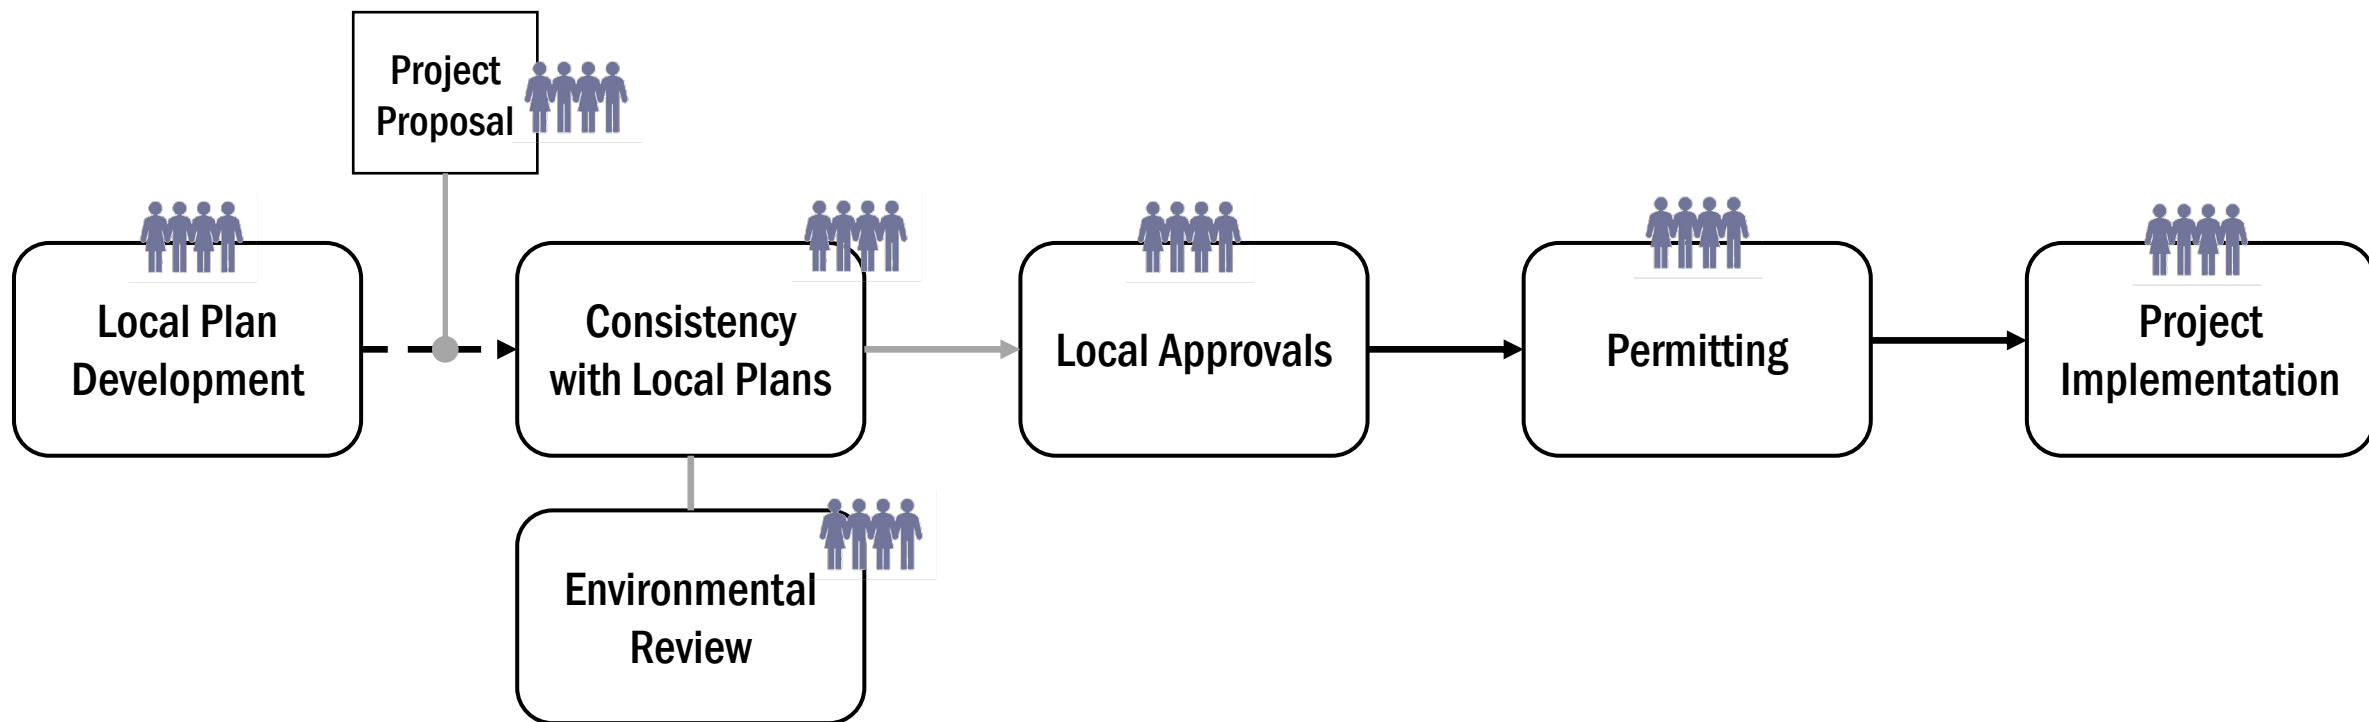 Project
Proposal
Local Plan
Development
Consistency
with Local Plans
Local Approvals
Permitting
Project
Implementation
Environmental
Review